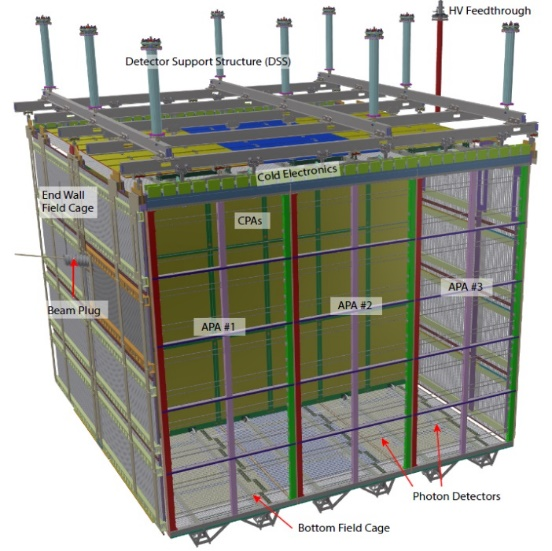 HV Feedthrough
Detector Support Structure (DSS)
Cold Electronics
End Wall
Field Cage
CPAs
Beam Plug
APA #1
APA #2
APA #3
Photon Detectors
Bottom Field Cage